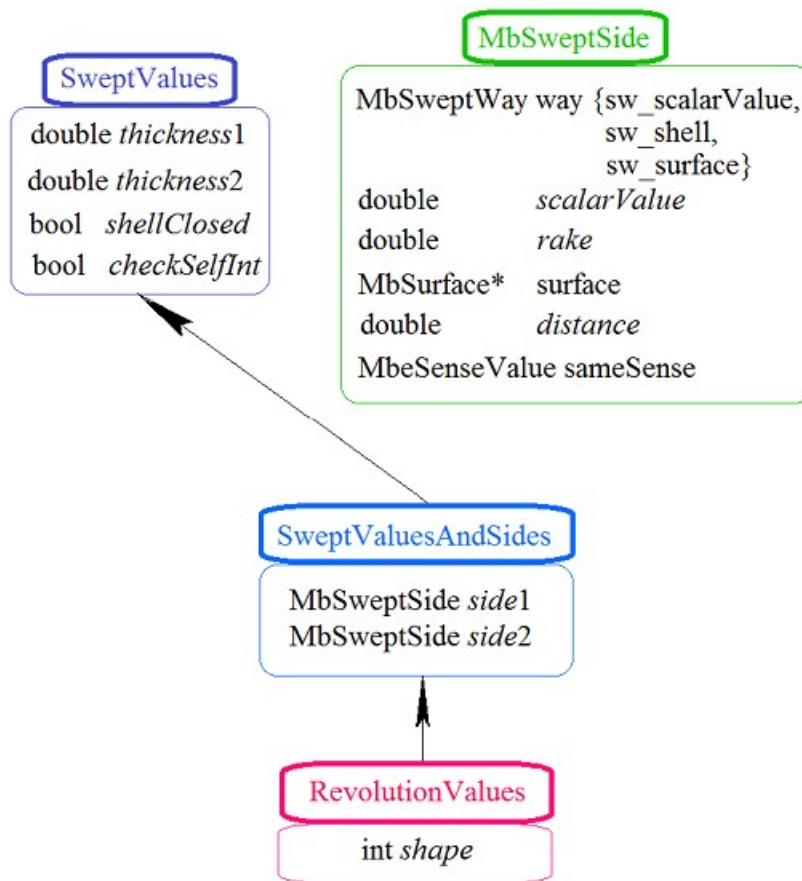 SweptValues
double thickness1
double thickness2
bool shellClosed
bool checkSelfInt
MbSweptSide
MbSweptWay way {sw_scalarValue,
sw_shell,
sw_surface}
double scalarValue
double rake
MbSurface* surface
double distance
MbeSenseValue sameSense
SweptValuesAndSides
MbSweptSide side1
MbSweptSide side2
RevolutionValues
int shape